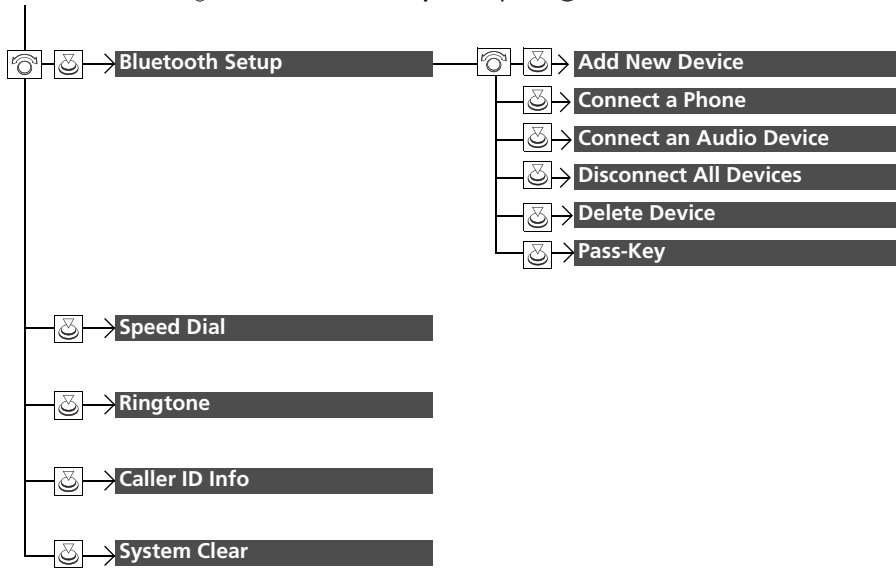 Bluetooth Setup
Add New Device
Connect a Phone
Connect an Audio Device
Disconnect All Devices
Delete Device
Pass-Key
Speed Dial
Ringtone
Caller ID Info
System Clear